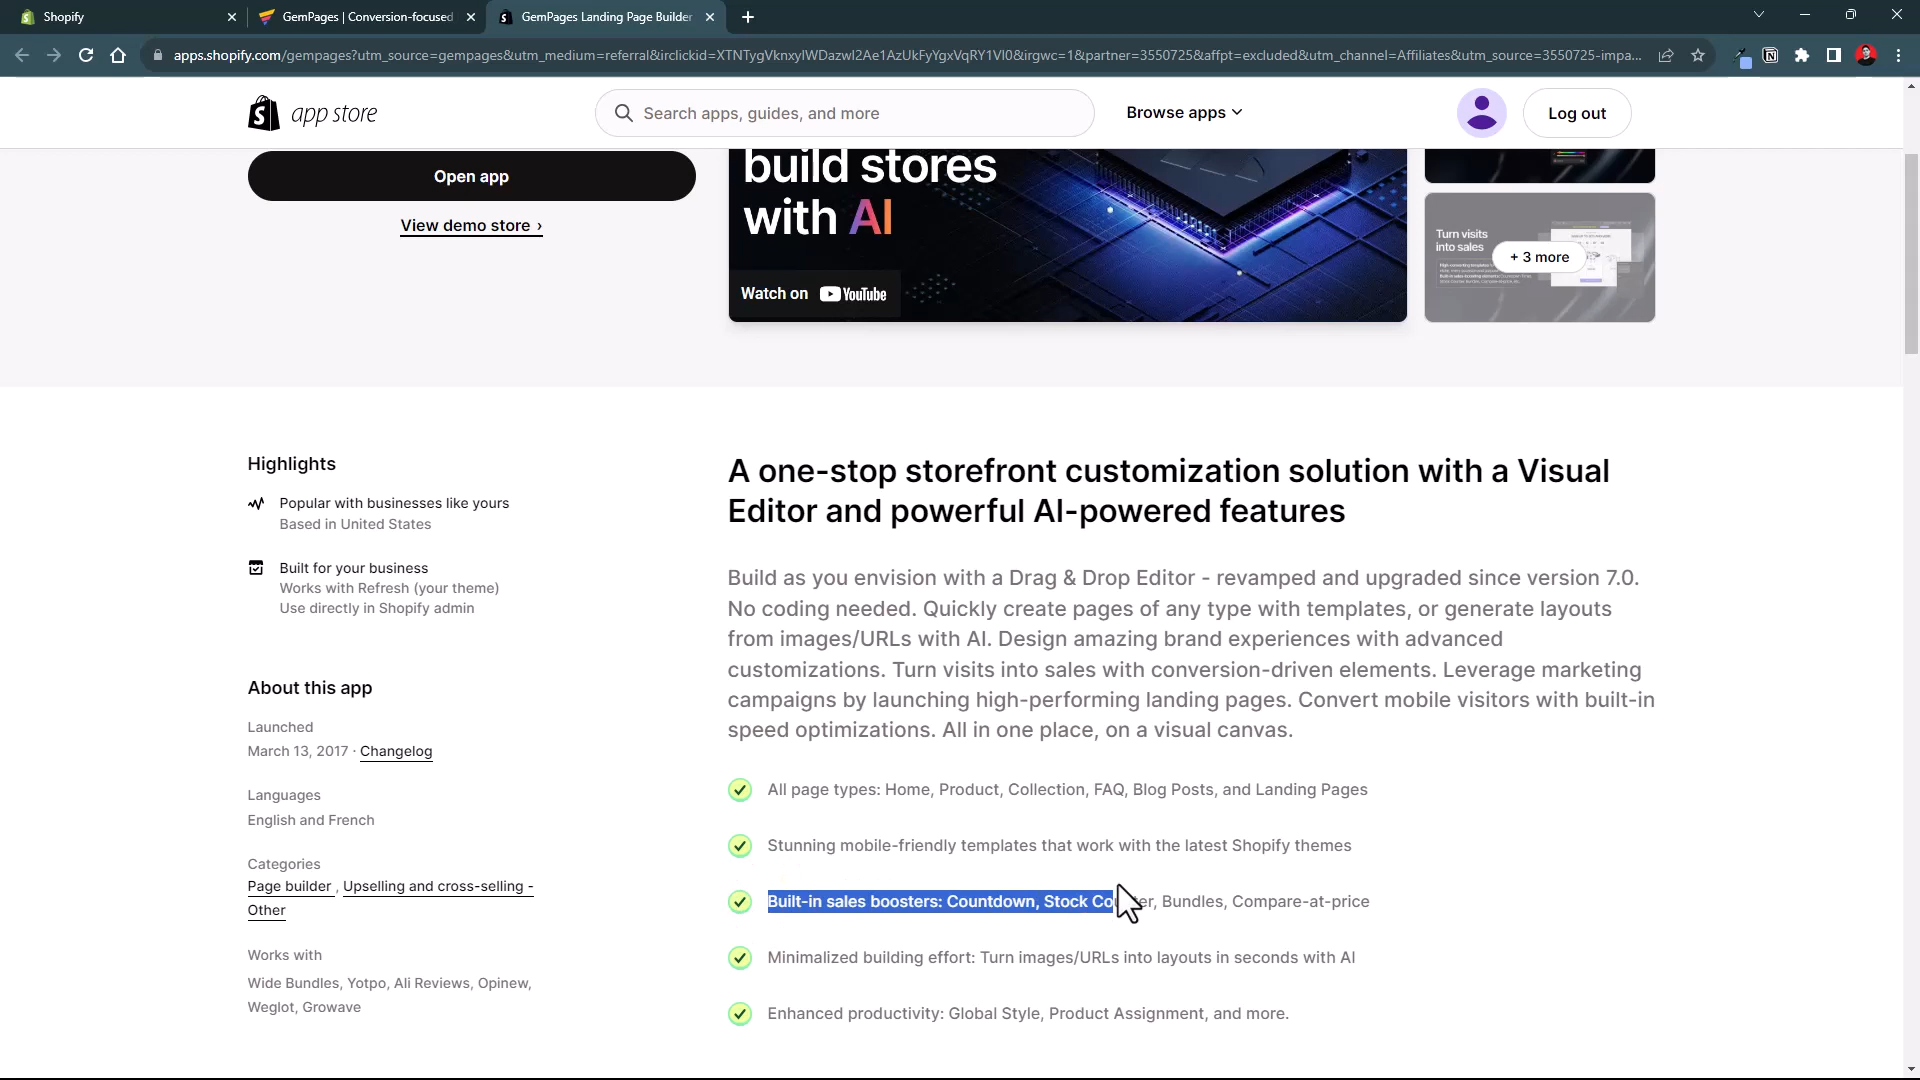 Shopify
GemPages | Conversion-focused
GemPages Landing Page Builder
apps.shopify.com/gempages?utm_source=gempages&utm_medium=referral&irclickid=XTNTygVknxyIWDazwI2Ae1AzUkFyYgxVqRY1VI0&irgwc=1&partner=3550725&affpt=excluded&utm_channel=Affiliates&utm_source=3550725-impa...
app store
Search apps, guides, and more
Browse apps
Log out
Open app
View demo store ›
build stores
with AI
Watch on YouTube
Turn visits
into sales
+ 3 more
Highlights
Popular with businesses like yours
Based in United States
Built for your business
Works with Refresh (your theme)
Use directly in Shopify admin
About this app
Launched
March 13, 2017 · Changelog
Languages
English and French
Categories
Page builder , Upselling and cross-selling -
Other
Works with
Wide Bundles, Yotpo, Ali Reviews, Opinew,
Weglot, Growave
A one-stop storefront customization solution with a Visual
Editor and powerful AI-powered features
Build as you envision with a Drag & Drop Editor - revamped and upgraded since version 7.0.
No coding needed. Quickly create pages of any type with templates, or generate layouts
from images/URLs with AI. Design amazing brand experiences with advanced
customizations. Turn visits into sales with conversion-driven elements. Leverage marketing
campaigns by launching high-performing landing pages. Convert mobile visitors with built-in
speed optimizations. All in one place, on a visual canvas.
All page types: Home, Product, Collection, FAQ, Blog Posts, and Landing Pages
Stunning mobile-friendly templates that work with the latest Shopify themes
Built-in sales boosters: Countdown, Stock Counter, Bundles, Compare-at-price
Minimalized building effort: Turn images/URLs into layouts in seconds with AI
Enhanced productivity: Global Style, Product Assignment, and more.